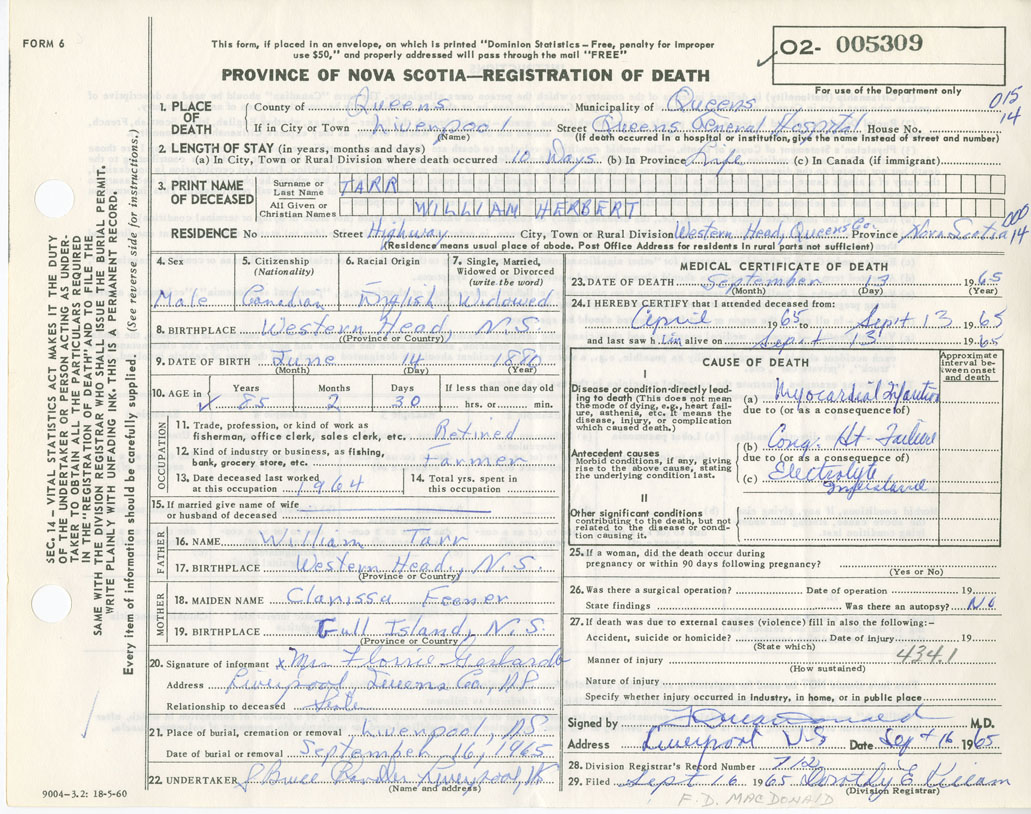 FORM 6
This form, if placed in an envelope, on which is printed "Dominion Statistics – Free, penalty for improper
use $50," and properly addressed will pass through the mail "FREE"
02- 005309
PROVINCE OF NOVA SCOTIA—REGISTRATION OF DEATH
For use of the Department only
015
14
1. PLACE OF DEATH
County of Queens Municipality of Queens
If in City or Town Liverpool Street Queens General Hospital House No.
(Name) (If death occurred in a hospital or institution, give the name instead of street and number)
2. LENGTH OF STAY (in years, months and days)
(a) In City, Town or Rural Division where death occurred 10 Days (b) In Province Life (c) In Canada (if immigrant)
3. PRINT NAME OF DECEASED
Surname or Last Name TARR
All Given or Christian Names WILLIAM HERBERT
000
14
RESIDENCE No Street Highway City, Town or Rural Division Western Head, Queens Co. Province Nova Scotia
(Residence means usual place of abode. Post Office Address for residents in rural parts not sufficient)
4. Sex
Male
5. Citizenship (Nationality)
Canadian
6. Racial Origin
English
7. Single, Married, Widowed or Divorced (write the word)
Widowed
8. BIRTHPLACE Western Head, N.S.
(Province or Country)
9. DATE OF BIRTH June 14 1880
(Month) (Day) (Year)
10. AGE in
Years Months Days If less than one day old
85 2 30 hrs. or min.
OCCUPATION
11. Trade, profession, or kind of work as
fisherman, office clerk, sales clerk, etc. Retired
12. Kind of industry or business, as fishing,
bank, grocery store, etc. Farmer
13. Date deceased last worked
at this occupation 1964
14. Total yrs. spent
in this occupation
15. If married give name of wife
or husband of deceased
FATHER
16. NAME William Tarr
17. BIRTHPLACE Western Head, N.S.
(Province or Country)
MOTHER
18. MAIDEN NAME Clarissa
19. BIRTHPLACE Gull Island, N.S.
(Province or Country)
20. Signature of informant x Mrs. Florrie
Address Liverpool Queens Co., NS
Relationship to deceased
21. Place of burial, cremation or removal Liverpool, NS
Date of burial or removal September 16, 1965
22. UNDERTAKER Bruce Liverpool, NS
(Name and address)
MEDICAL CERTIFICATE OF DEATH
23. DATE OF DEATH September 13 1965
(Month) (Day) (Year)
24. I HEREBY CERTIFY that I attended deceased from:
April 1965 to Sept 13 1965
and last saw him alive on Sept 13 1965
CAUSE OF DEATH
Approximate interval between onset and death
I
Disease or condition directly leading to death (This does not mean
the mode of dying, e.g., heart failure, asthenia, etc. It means the
disease, injury, or complication
which caused death.)
(a) Myocardial Infarction
due to (or as a consequence of)
Antecedent causes
Morbid conditions, if any, giving
rise to the above cause, stating
the underlying condition last.
(b) Cong. Ht Failure
due to (or as a consequence of)
(c) Electrolyte
II
Other significant conditions
contributing to the death, but not
related to the disease or condition causing it.
25. If a woman, did the death occur during
pregnancy or within 90 days following pregnancy?
(Yes or No)
26. Was there a surgical operation? Date of operation 19
State findings Was there an autopsy? No
27. If death was due to external causes (violence) fill in also the following:–
Accident, suicide or homicide? Date of injury 19
(State which)
434.1
Manner of injury
(How sustained)
Nature of injury
Specify whether injury occurred in industry, in home, or in public place
Signed by M.D.
Address Liverpool N.S Date Sept 16 1965
28. Division Registrar's Record Number 712
29. Filed Sept 16 1965 Dorothy E Killam
(Division Registrar)
F.D. MACDONALD
SEC. 14 – VITAL STATISTICS ACT MAKES IT THE DUTY
OF THE UNDERTAKER OR PERSON ACTING AS UNDER-
TAKER TO OBTAIN ALL THE PARTICULARS REQUIRED
IN THE "REGISTRATION OF DEATH" AND TO FILE THE
SAME WITH THE DIVISION REGISTRAR WHO SHALL ISSUE THE BURIAL PERMIT.
WRITE PLAINLY WITH UNFADING INK. THIS IS A PERMANENT RECORD.
Every item of information should be carefully supplied. (See reverse side for instructions.)
9004-3.2: 18-5-60